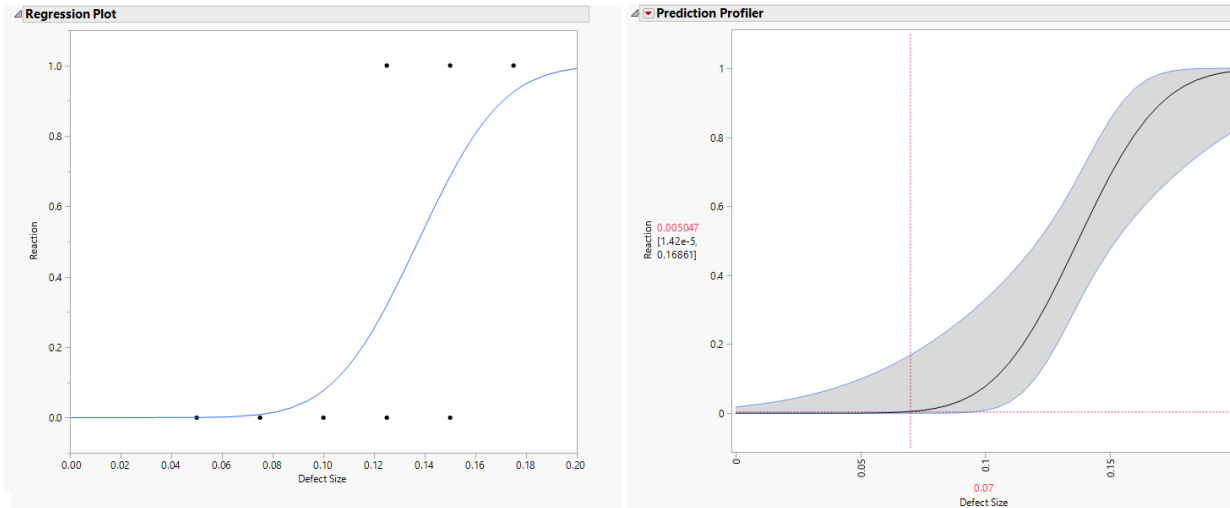 Regression Plot
1.0
0.8
0.6
0.4
0.2
0.0
Reaction
0.00 0.02 0.04 0.06 0.08 0.10 0.12 0.14 0.16 0.18 0.20
Defect Size
Prediction Profiler
1
0.8
0.6
0.4
0.2
0
Reaction
0.005047
[1.42e-5,
0.16861]
0 0.05 0.1 0.15
0.07
Defect Size